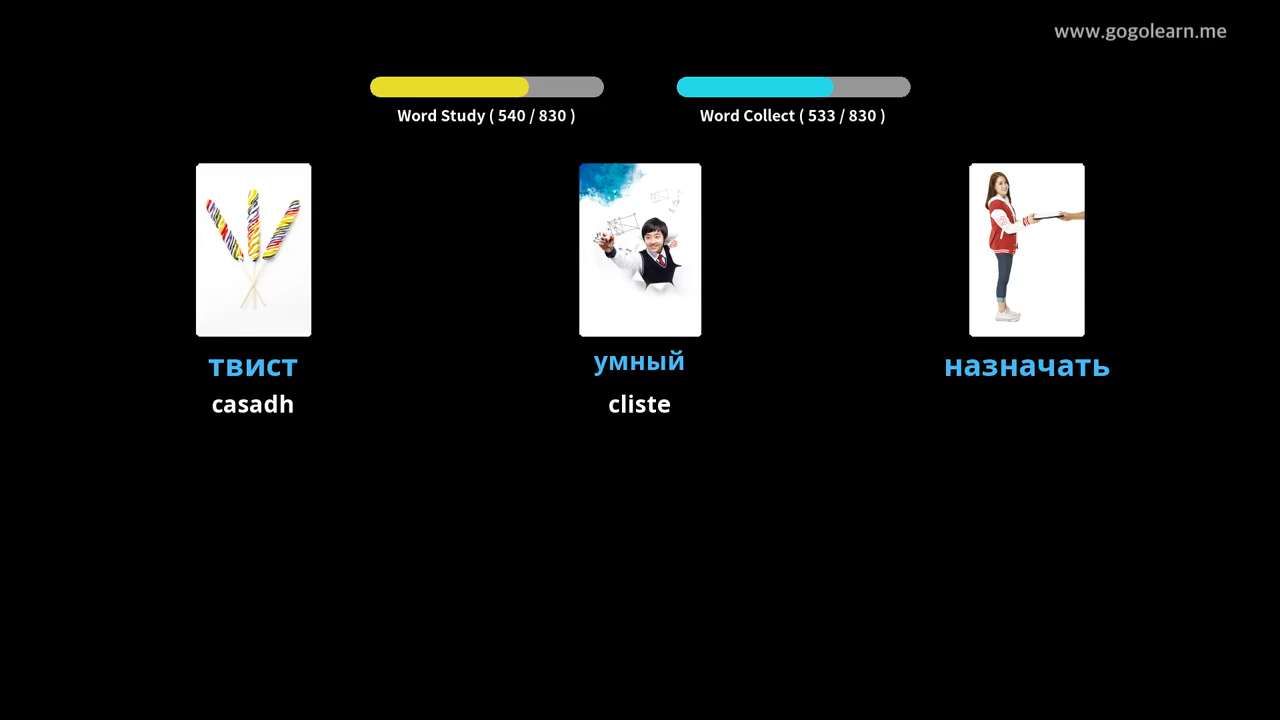 www.gogolearn.me
Word Study ( 540 / 830 )
Word Collect ( 533 / 830 )
твист
умный
назначать
casadh
cliste